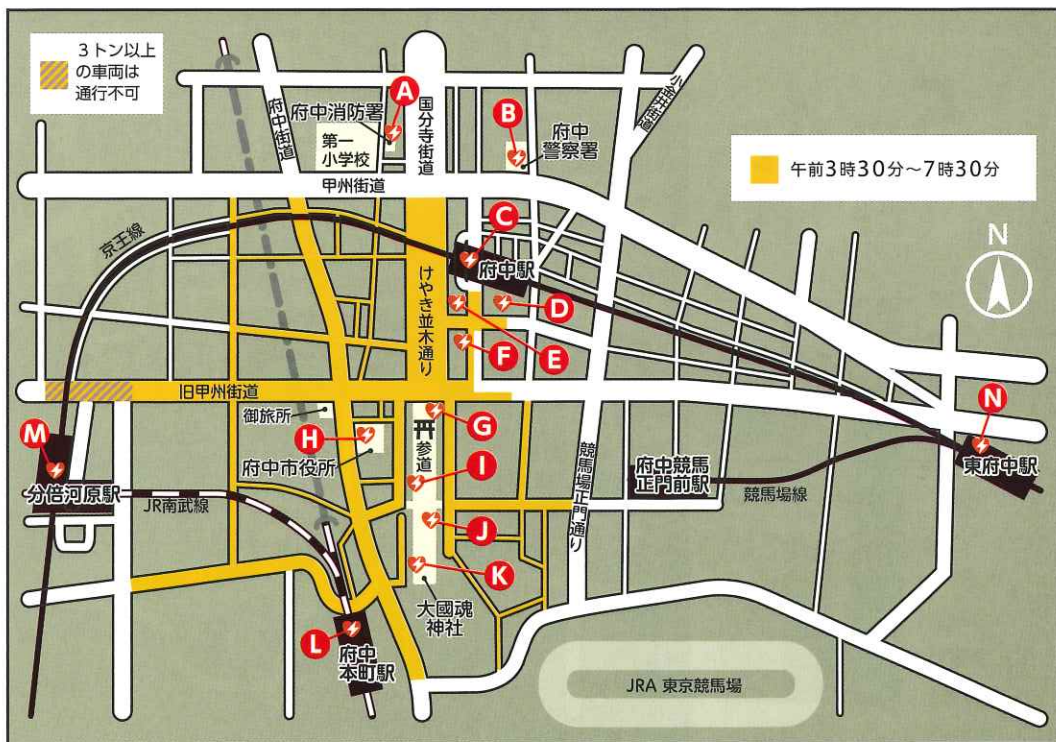 ３トン以上
の車両は
通行不可
A
府中消防署
第一
小学校
府中街道
国分寺街道
B
府中
警察署
小金井街道
午前3時30分～7時30分
甲州街道
京王線
C
府中駅
N
けやき並木通り
D
E
F
旧甲州街道
御旅所
G
H
府中市役所
参道
I
J
K
大國魂
神社
M
分倍河原駅
JR南武線
L
府中
本町駅
競馬場正門通り
府中競馬
正門前駅
競馬場線
N
東府中駅
JRA 東京競馬場